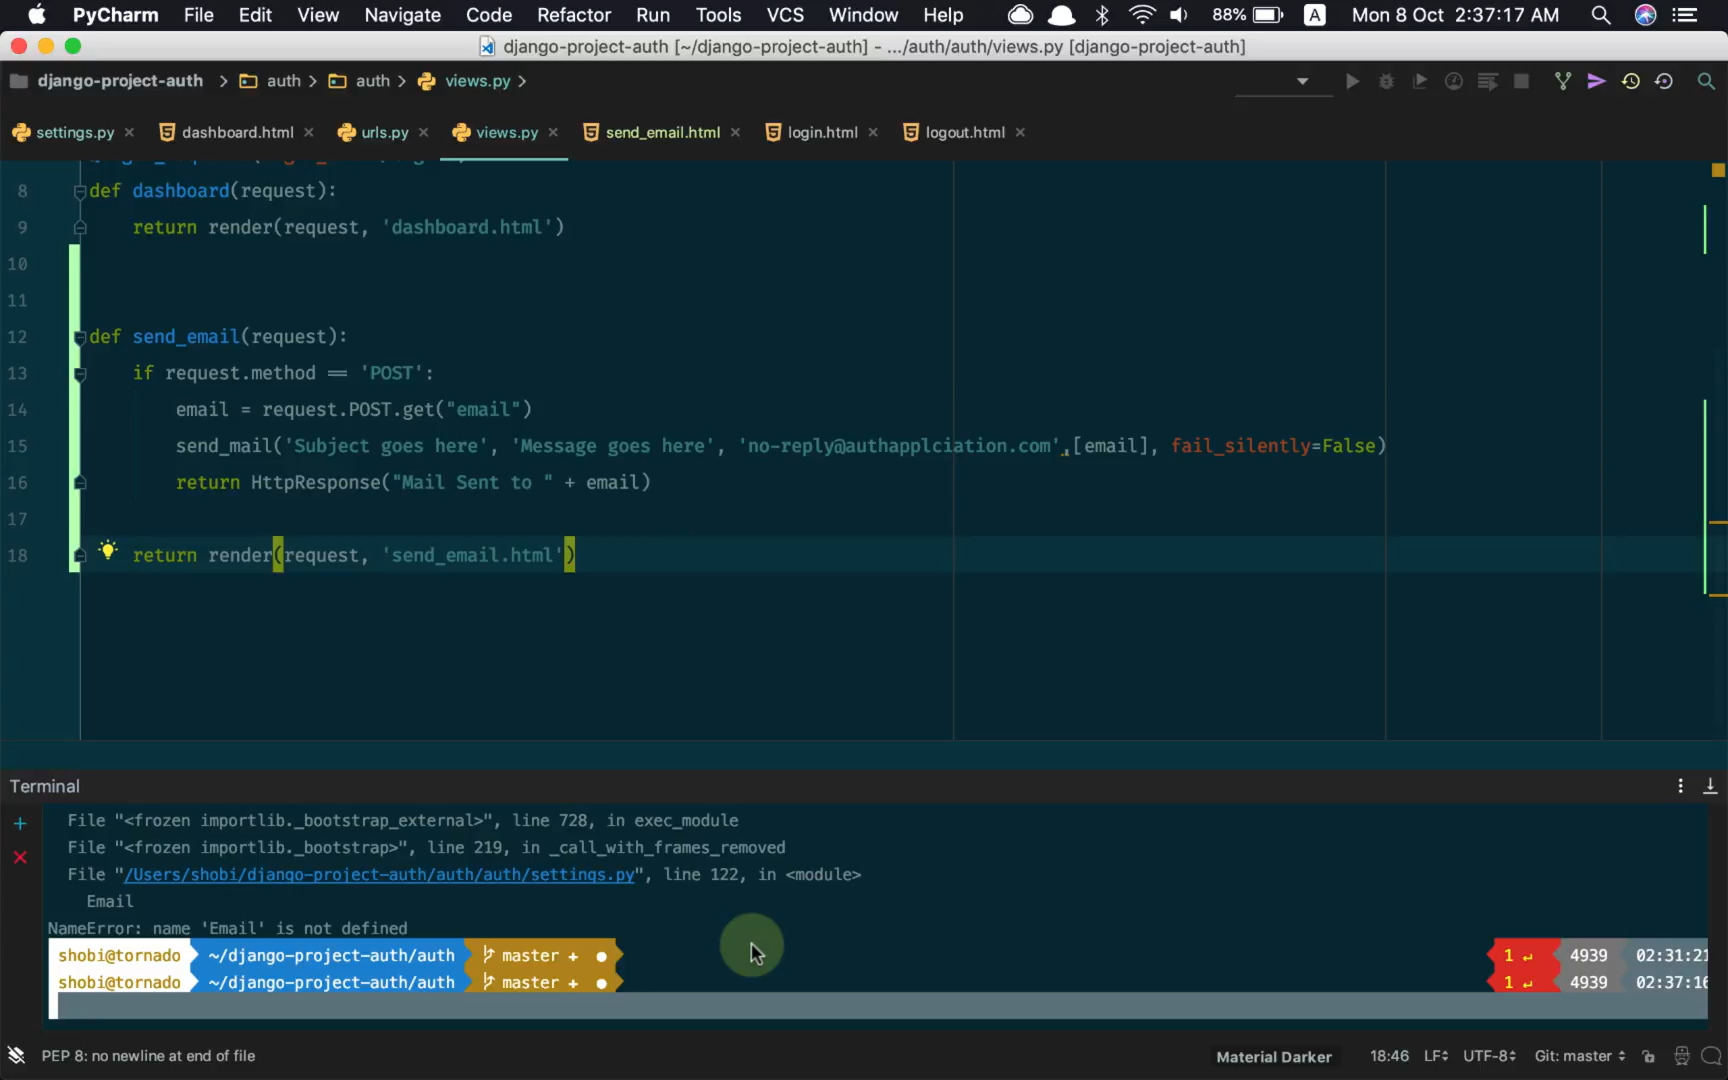 PyCharm File Edit View Navigate Code Refactor Run Tools VCS Window Help 88% A Mon 8 Oct 2:37:17 AM
django-project-auth [~/django-project-auth] - .../auth/auth/views.py [django-project-auth]
django-project-auth auth auth views.py
settings.py dashboard.html urls.py views.py send_email.html login.html logout.html
8 def dashboard(request):
9 return render(request, 'dashboard.html')
10
11
12 def send_email(request):
13 if request.method == 'POST':
14 email = request.POST.get("email")
15 send_mail('Subject goes here', 'Message goes here', 'no-reply@authapplciation.com',[email], fail_silently=False)
16 return HttpResponse("Mail Sent to " + email)
17
18 return render(request, 'send_email.html')
Terminal
File "<frozen importlib._bootstrap_external>", line 728, in exec_module
File "<frozen importlib._bootstrap>", line 219, in _call_with_frames_removed
File "/Users/shobi/django-project-auth/auth/auth/settings.py", line 122, in <module>
Email
NameError: name 'Email' is not defined
shobi@tornado ~/django-project-auth/auth master + ● 1 ↵ 4939 02:31:21
shobi@tornado ~/django-project-auth/auth master + ● 1 ↵ 4939 02:37:16
PEP 8: no newline at end of file Material Darker 18:46 LF UTF-8 Git: master